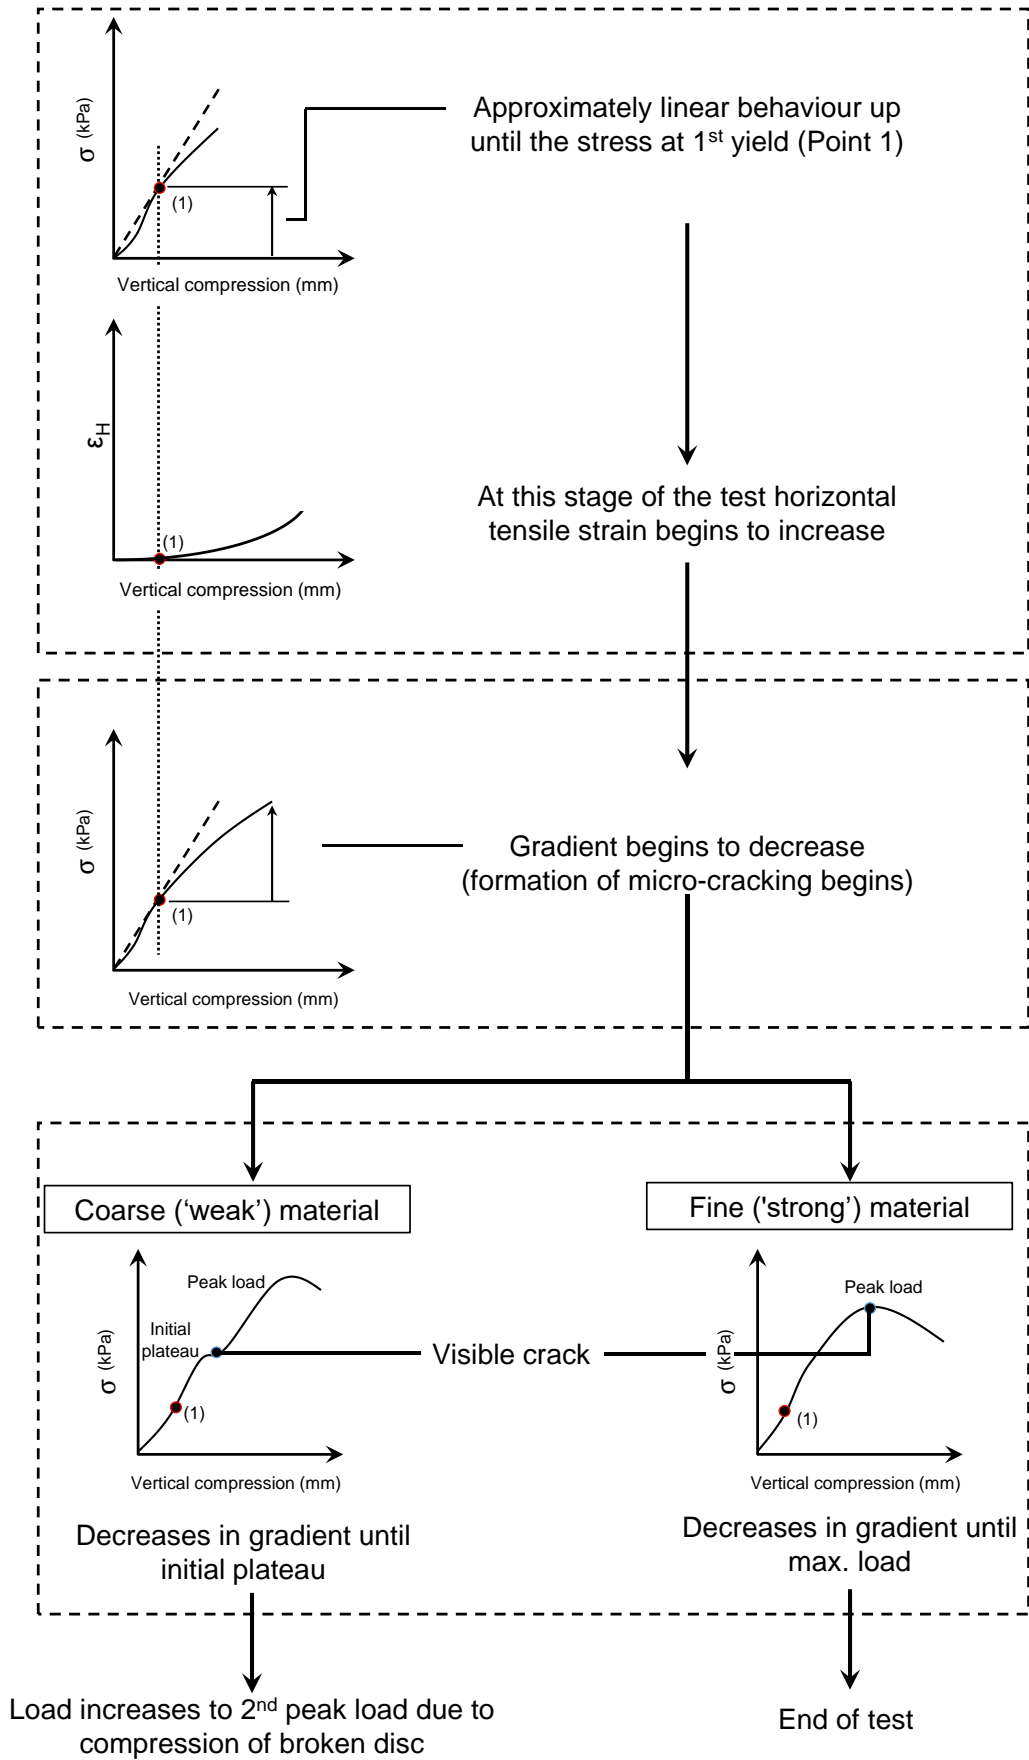 σ (kPa)
(1)
Vertical compression (mm)
Approximately linear behaviour up
until the stress at 1st yield (Point 1)
εH
(1)
Vertical compression (mm)
At this stage of the test horizontal
tensile strain begins to increase
σ (kPa)
(1)
Vertical compression (mm)
Gradient begins to decrease
(formation of micro-cracking begins)
Coarse (‘weak’) material
Peak load
Initial
plateau
σ (kPa)
(1)
Vertical compression (mm)
Visible crack
Fine ('strong’) material
Peak load
σ (kPa)
(1)
Vertical compression (mm)
Decreases in gradient until
initial plateau
Decreases in gradient until
max. load
Load increases to 2nd peak load due to
compression of broken disc
End of test